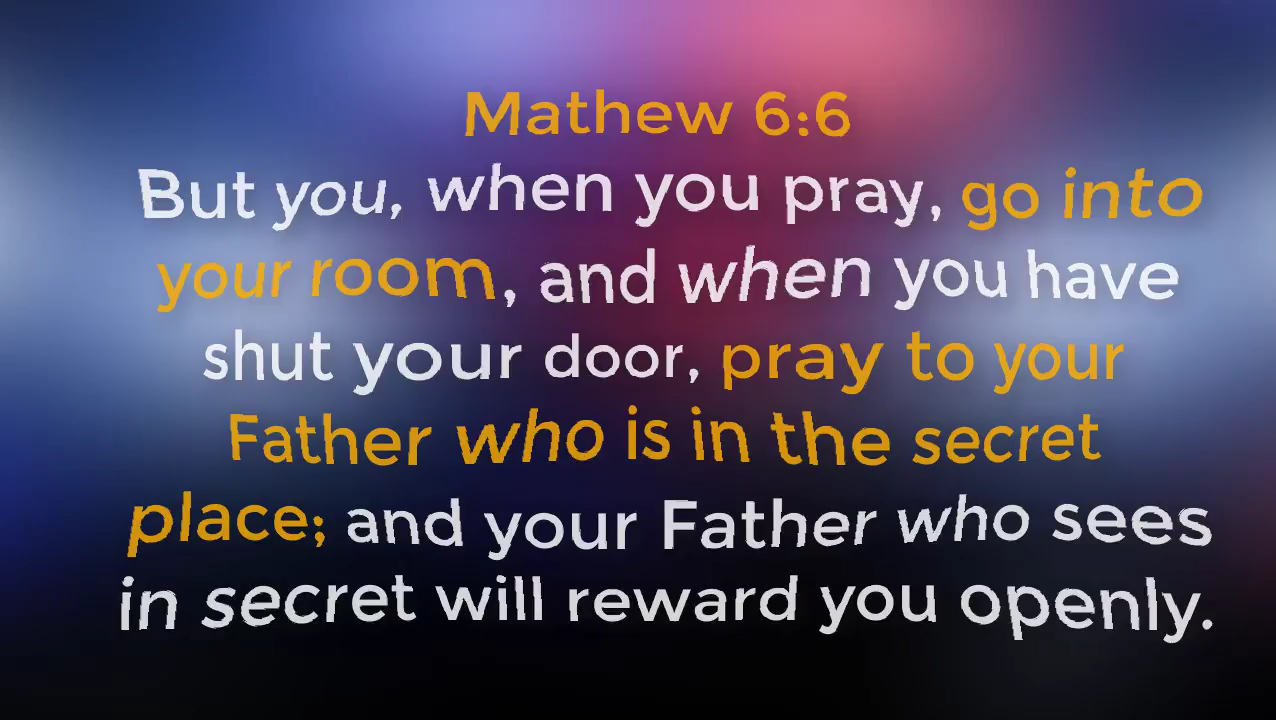 Mathew 6:6
But you, when you pray, go into
your room, and when you have
shut your door, pray to your
Father who is in the secret
place; and your Father who sees
in secret will reward you openly.